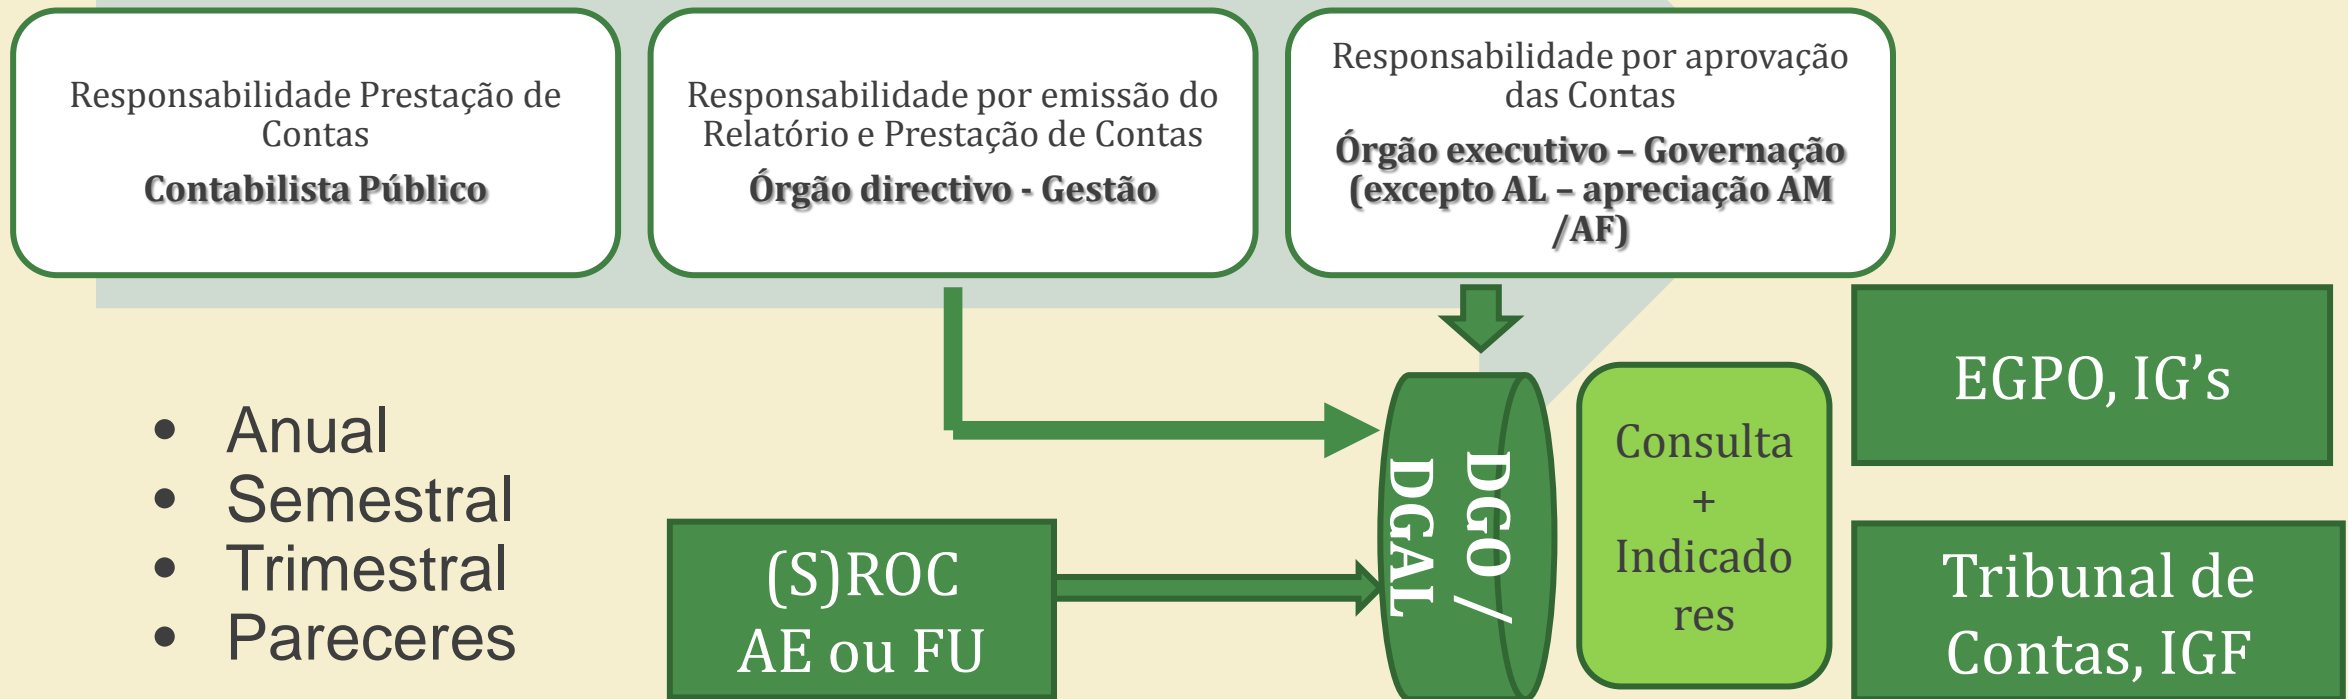 Responsabilidade Prestação de
Contas
Contabilista Público
Responsabilidade por emissão do
Relatório e Prestação de Contas
Órgão directivo - Gestão
Responsabilidade por aprovação
das Contas
Órgão executivo – Governação
(excepto AL – apreciação AM
/AF)
• Anual
• Semestral
• Trimestral
• Pareceres
(S)ROC
AE ou FU
DGO /
DGAL
Consulta
+
Indicado
res
EGPO, IG’s
Tribunal de
Contas, IGF